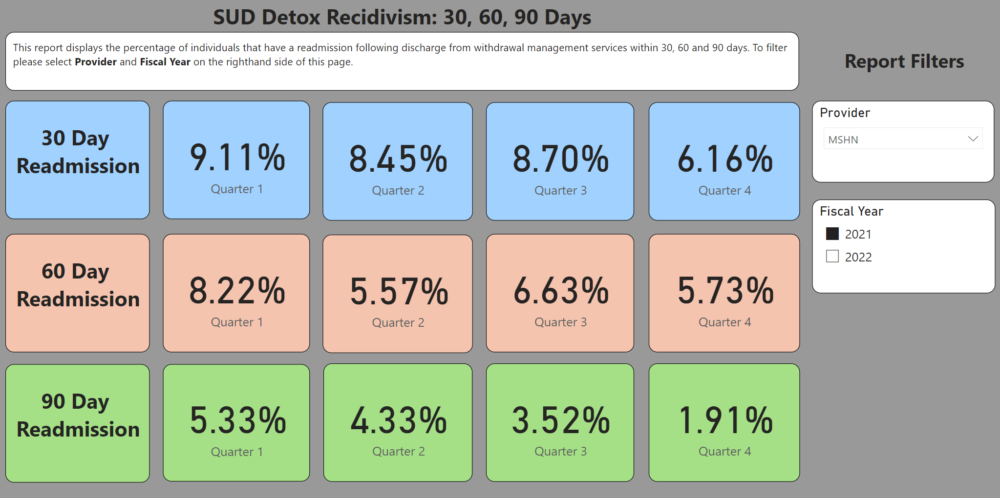 SUD Detox Recidivism: 30, 60, 90 Days
This report displays the percentage of individuals that have a readmission following discharge from withdrawal management services within 30, 60 and 90 days. To filter
please select Provider and Fiscal Year on the righthand side of this page.
Report Filters
30 Day
Readmission
9.11%
Quarter 1
8.45%
Quarter 2
8.70%
Quarter 3
6.16%
Quarter 4
60 Day
Readmission
8.22%
Quarter 1
5.57%
Quarter 2
6.63%
Quarter 3
5.73%
Quarter 4
90 Day
Readmission
5.33%
Quarter 1
4.33%
Quarter 2
3.52%
Quarter 3
1.91%
Quarter 4
Provider
MSHN
Fiscal Year
2021
2022